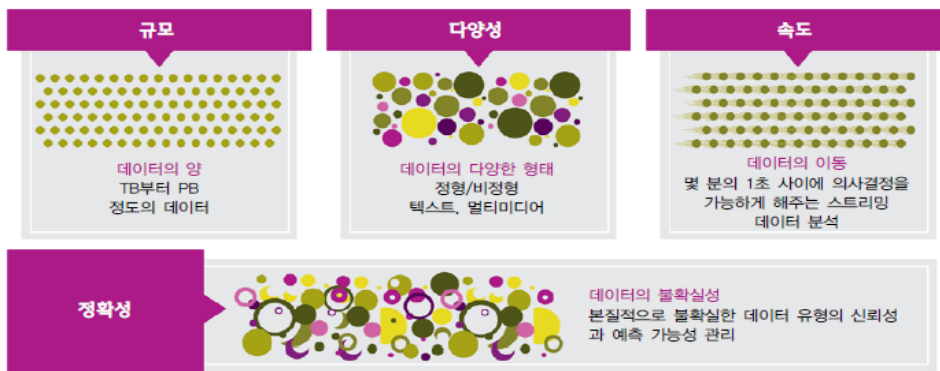 규모
데이터의 양
TB부터 PB
정도의 데이터
다양성
데이터의 다양한 형태
정형/비정형
텍스트, 멀티미디어
속도
데이터의 이동
몇 분의 1초 사이에 의사결정을
가능하게 해주는 스트리밍
데이터 분석
정확성
데이터의 불확실성
본질적으로 불확실한 데이터 유형의 신뢰성
과 예측 가능성 관리